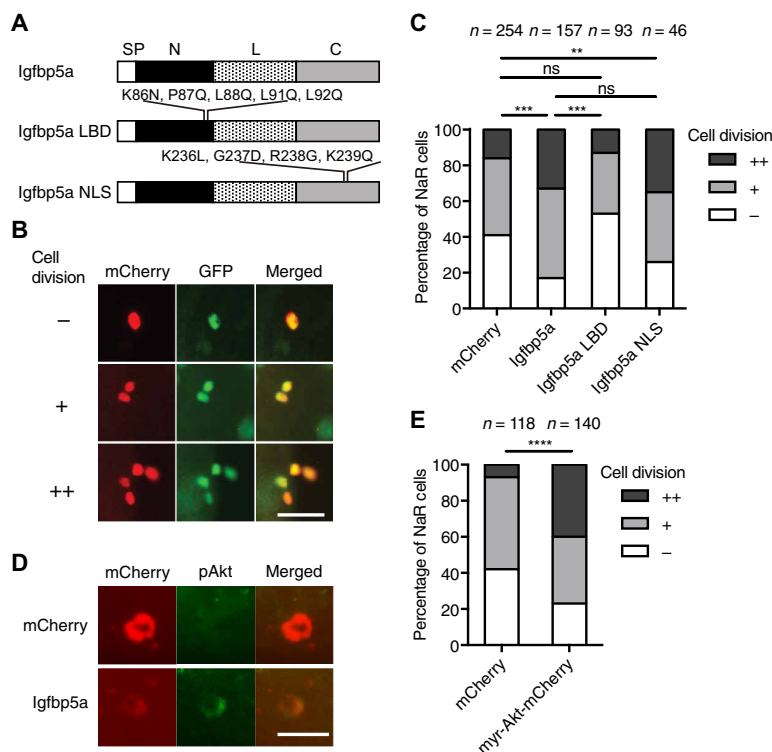 A
SP N L C
Igfbp5a
K86N, P87Q, L88Q, L91Q, L92Q
Igfbp5a LBD
K236L, G237D, R238G, K239Q
Igfbp5a NLS
B
Cell division
mCherry GFP Merged
–
+
++
D
mCherry pAkt Merged
mCherry
Igfbp5a
C
n = 254 n = 157 n = 93 n = 46
**
ns
ns
*** ***
Percentage of NaR cells
100
80
60
40
20
0
mCherry
Igfbp5a
Igfbp5a LBD
Igfbp5a NLS
Cell division
++
+
–
E
n = 118 n = 140
****
Percentage of NaR cells
100
80
60
40
20
0
mCherry
myr-Akt-mCherry
Cell division
++
+
–